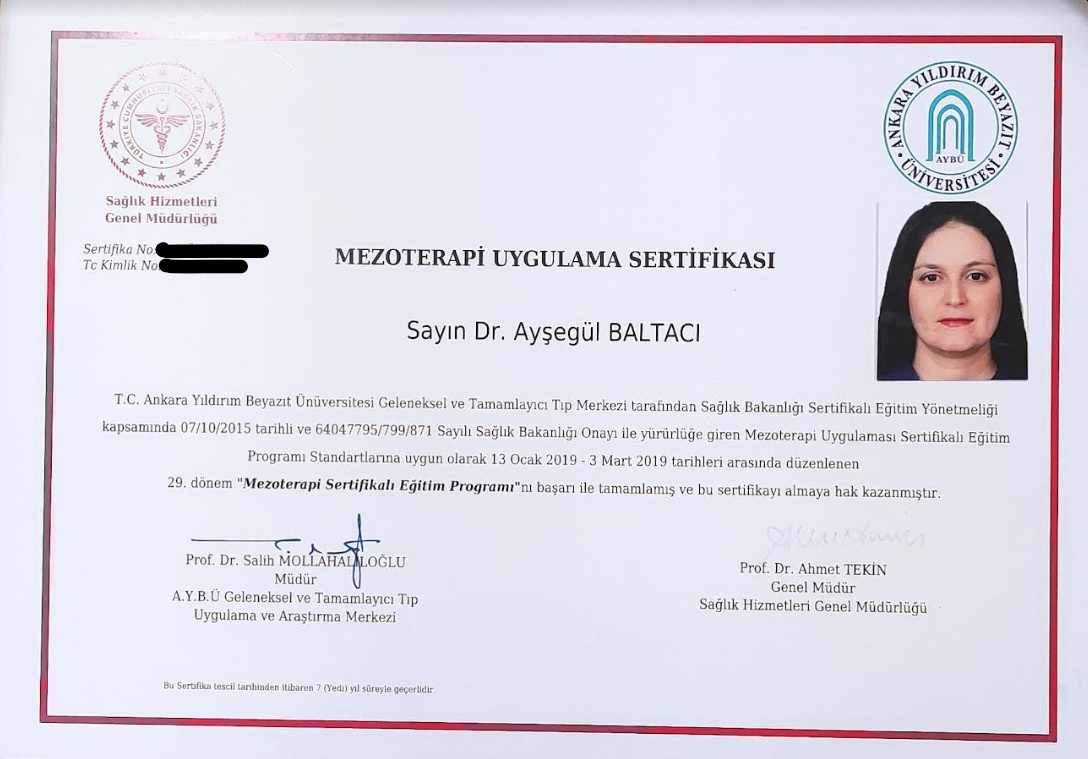 TÜRKİYE CUMHURİYETİ SAĞLIK BAKANLIĞI
Sağlık Hizmetleri
Genel Müdürlüğü
ANKARA YILDIRIM BEYAZIT ÜNİVERSİTESİ
AYBÜ
Sertifika No:
Tc Kimlik No
MEZOTERAPİ UYGULAMA SERTİFİKASI
Sayın Dr. Ayşegül BALTACI
T.C. Ankara Yıldırım Beyazıt Ünüversitesi Geleneksel ve Tamamlayıcı Tıp Merkezi tarafından Sağlık Bakanlığı Sertifikalı Eğitim Yönetmeliği
kapsamında 07/10/2015 tarihli ve 64047795/799/871 Sayılı Sağlık Bakanlığı Onayı ile yürürlüğe giren Mezoterapi Uygulaması Sertifikalı Eğitim
Programı Standartlarına uygun olarak 13 Ocak 2019 - 3 Mart 2019 tarihleri arasında düzenlenen
29. dönem "Mezoterapi Sertifikalı Eğitim Programı"nı başarı ile tamamlamış ve bu sertifikayı almaya hak kazanmıştır.
Prof. Dr. Salih MOLLAHALİLOĞLU
Müdür
A.Y.B.Ü Geleneksel ve Tamamlayıcı Tıp
Uygulama ve Araştırma Merkezi
Prof. Dr. Ahmet TEKİN
Genel Müdür
Sağlık Hizmetleri Genel Müdürlüğü
Bu Sertifika tescil tarihinden itibaren 7 (Yedi) yıl süreyle geçerlidir.